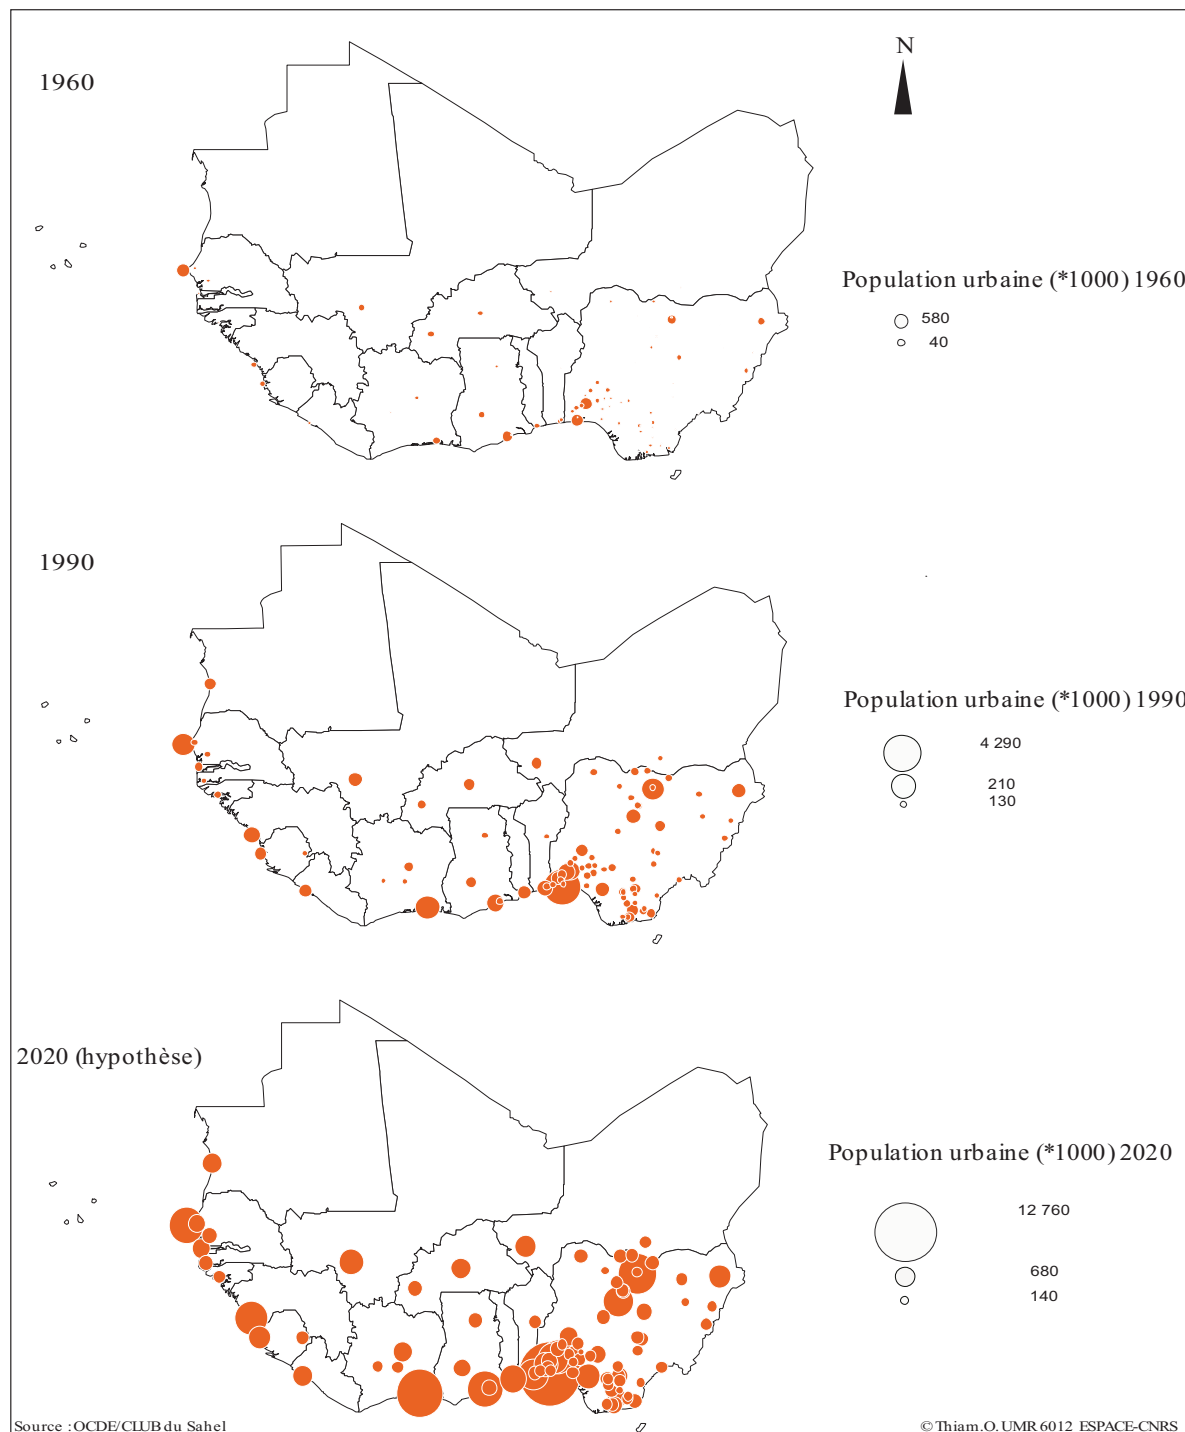 1960
N
Population urbaine (*1000) 1960
580
40
1990
Population urbaine (*1000) 1990
4 290
210
130
2020 (hypothèse)
Population urbaine (*1000) 2020
12 760
680
140
Source : OCDE/CLUB du Sahel
© Thiam.O. UMR 6012 ESPACE-CNRS